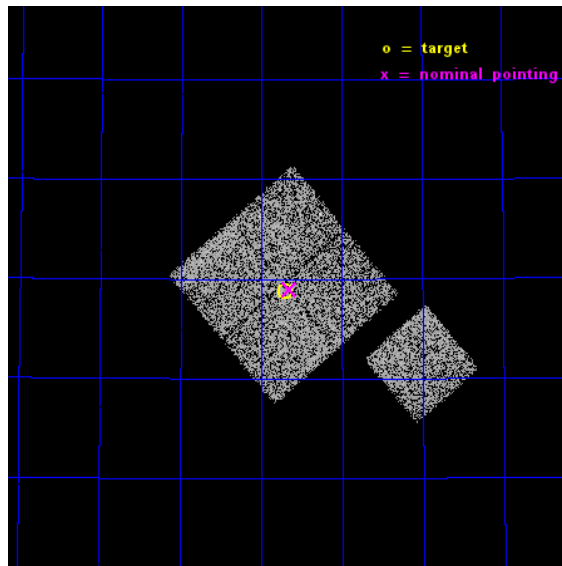 o = target
x = nominal pointing